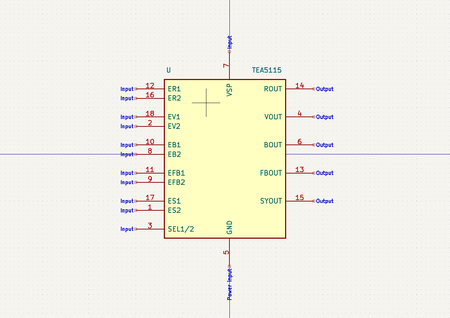 Input
7
U
TEA5115
VSP
Input 12 ER1
Input 16 ER2
ROUT 14 Output
Input 18 EV1
Input 2 EV2
VOUT 4 Output
Input 10 EB1
Input 8 EB2
BOUT 6 Output
Input 11 EFB1
Input 9 EFB2
FBOUT 13 Output
Input 17 ES1
Input 1 ES2
SYOUT 15 Output
Input 3 SEL1/2
GND
5
Power Input